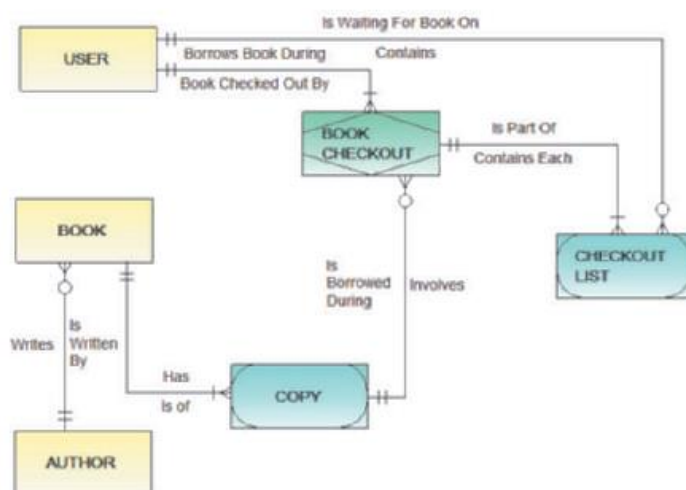 Is Waiting For Book On
USER
Borrows Book During
Contains
Book Checked Out By
BOOK
CHECKOUT
Is Part Of
Contains Each
BOOK
CHECKOUT
LIST
Is
Borrowed
During
Involves
Writes
Is
Written
By
Has
Is of
COPY
AUTHOR